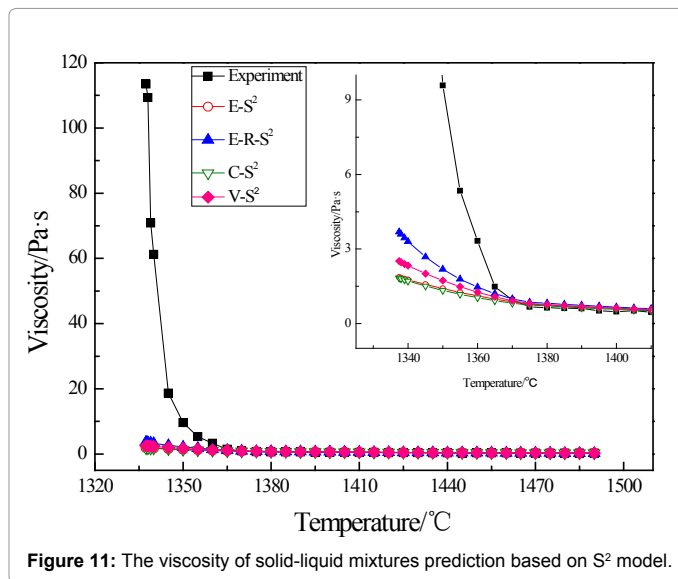 120
100
80
60
40
20
0
Viscosity/Pa·s
1320
1350
1380
1410
1440
1470
1500
Temperature/℃
Experiment
E-S²
E-R-S²
C-S²
V-S²
9
6
3
0
Viscosity/Pa·s
1340
1360
1380
1400
Temperature/℃
Figure 11: The viscosity of solid-liquid mixtures prediction based on S² model.